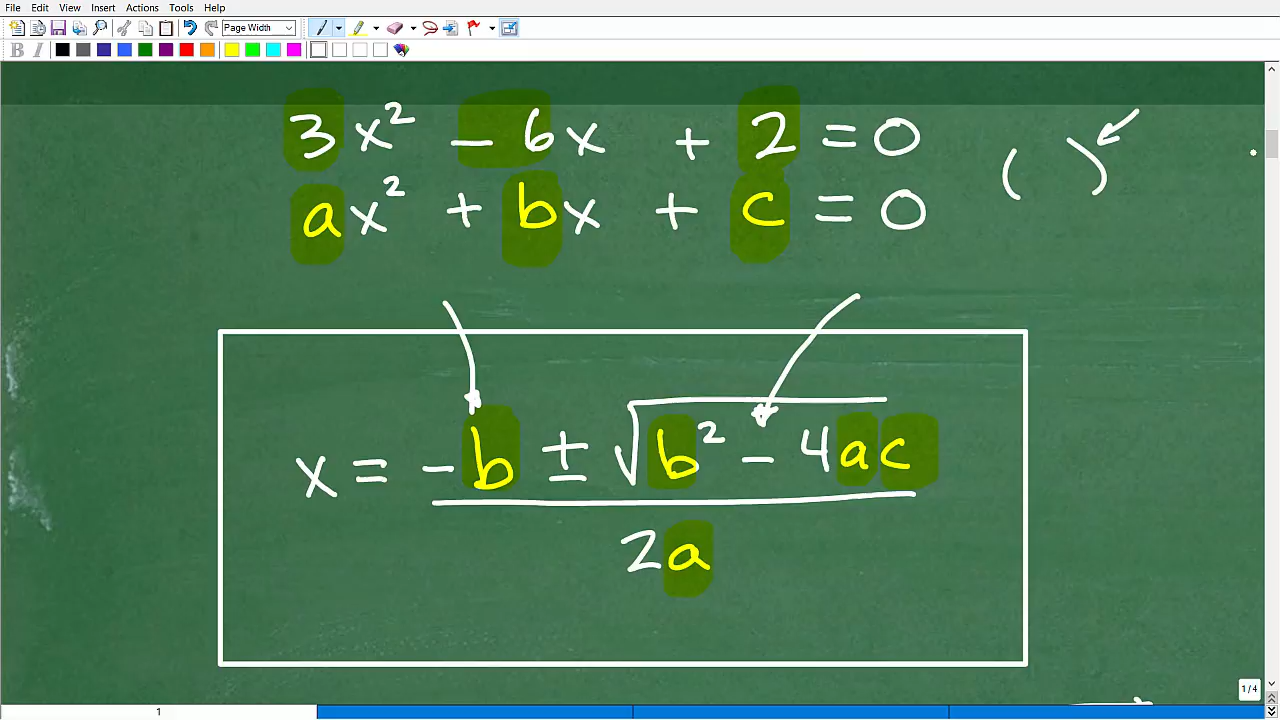 File Edit View Insert Actions Tools Help
Page Width
B I
3x² - 6x + 2 = 0
ax² + bx + c = 0
( )
x = -b ± √b² - 4ac
2a
1/4
1